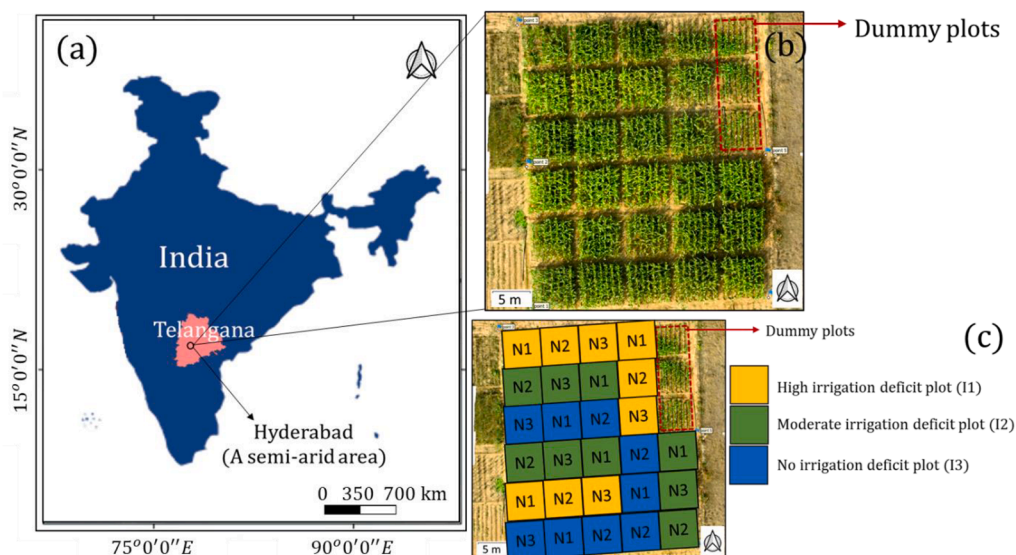 (a)
30°0′0″N
15°0′0″N
India
Telangana
Hyderabad
(A semi-arid area)
0 350 700 km
75°0′0″E
90°0′0″E
(b)
Dummy plots
5 m
(c)
Dummy plots
N1 N2 N3 N1
N2 N3 N1 N2
N3 N1 N2 N3
N2 N3 N1 N2 N1
N1 N2 N3 N1 N3
N3 N1 N2 N2 N2
5 m
High irrigation deficit plot (I1)
Moderate irrigation deficit plot (I2)
No irrigation deficit plot (I3)